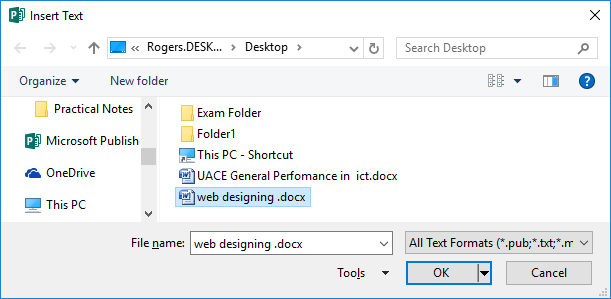 Insert Text
« Rogers.DESK... › Desktop ›
Search Desktop
Organize
New folder
Practical Notes
Microsoft Publish
OneDrive
This PC
Exam Folder
Folder1
This PC - Shortcut
UACE General Perfomance in  ict.docx
web designing .docx
File name: web designing .docx
All Text Formats (*.pub;*.txt;*.m
Tools
OK
Cancel